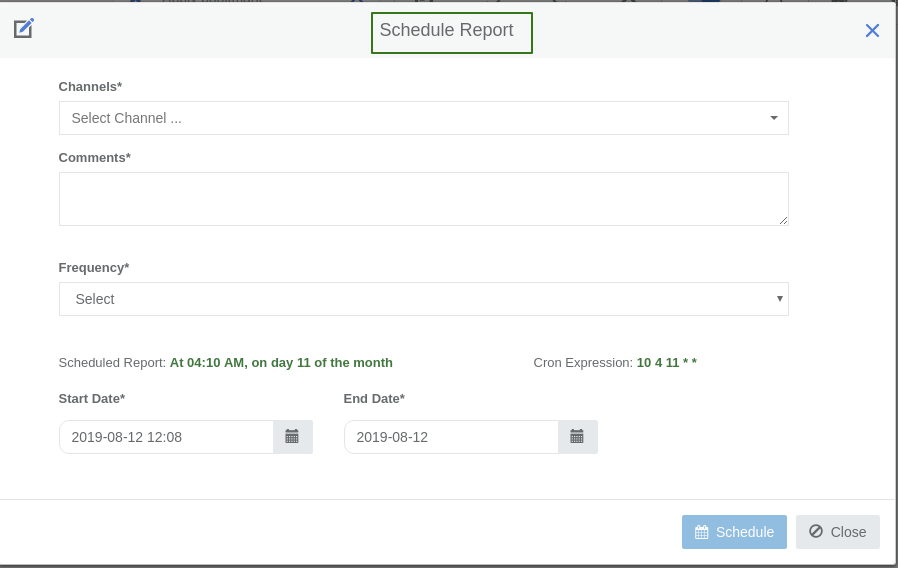 Schedule Report
Channels*
Select Channel ...
Comments*
Frequency*
Select
Scheduled Report: At 04:10 AM, on day 11 of the month Cron Expression: 10 4 11 * *
Start Date* End Date*
2019-08-12 12:08 2019-08-12
Schedule Close